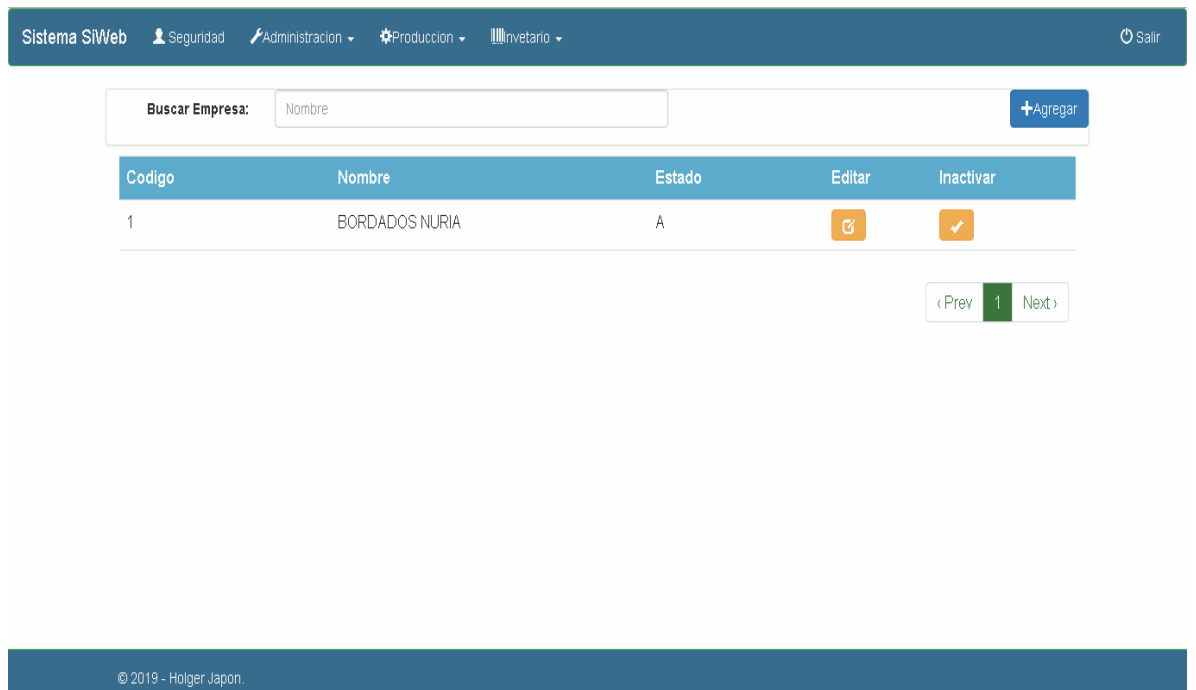 Sistema SiWeb Seguridad Administracion Produccion Invetario Salir
Buscar Empresa: Nombre Agregar
Codigo Nombre Estado Editar Inactivar
1 BORDADOS NURIA A
‹ Prev 1 Next ›
© 2019 - Holger Japon.